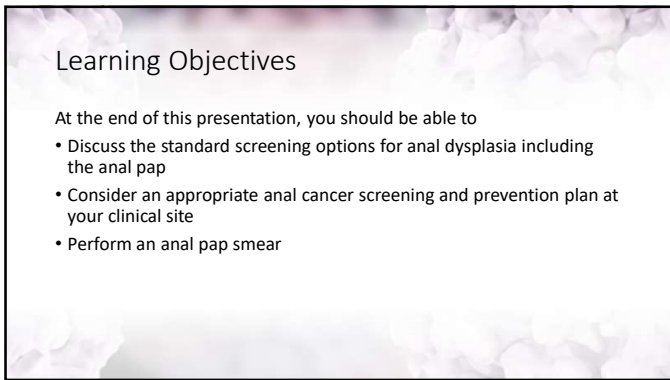 Learning Objectives
At the end of this presentation, you should be able to
• Discuss the standard screening options for anal dysplasia including
the anal pap
• Consider an appropriate anal cancer screening and prevention plan at
your clinical site
• Perform an anal pap smear